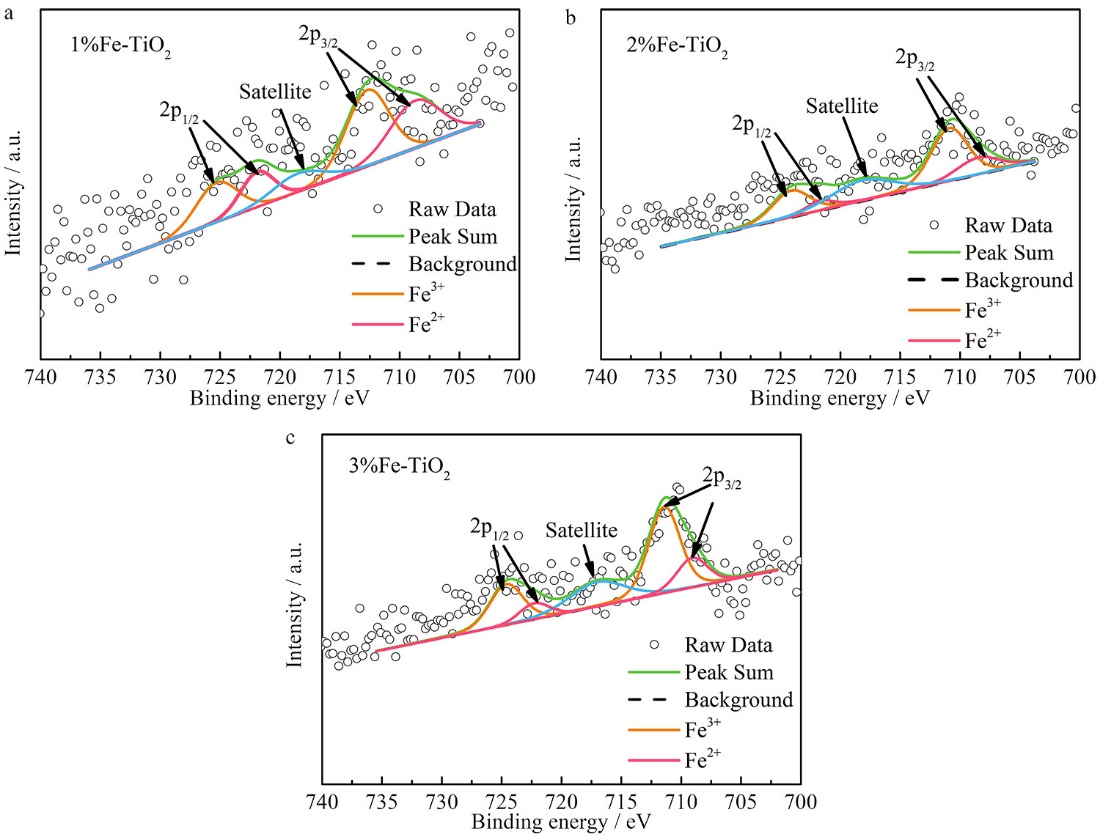 a
1%Fe-TiO₂
2p₃/₂
Satellite
2p₁/₂
Raw Data
Peak Sum
Background
Fe³⁺
Fe²⁺
Intensity / a.u.
740 735 730 725 720 715 710 705 700
Binding energy / eV
b
2%Fe-TiO₂
2p₃/₂
Satellite
2p₁/₂
Raw Data
Peak Sum
Background
Fe³⁺
Fe²⁺
Intensity / a.u.
740 735 730 725 720 715 710 705 700
Binding energy / eV
c
3%Fe-TiO₂
2p₃/₂
2p₁/₂ Satellite
Raw Data
Peak Sum
Background
Fe³⁺
Fe²⁺
Intensity / a.u.
740 735 730 725 720 715 710 705 700
Binding energy / eV